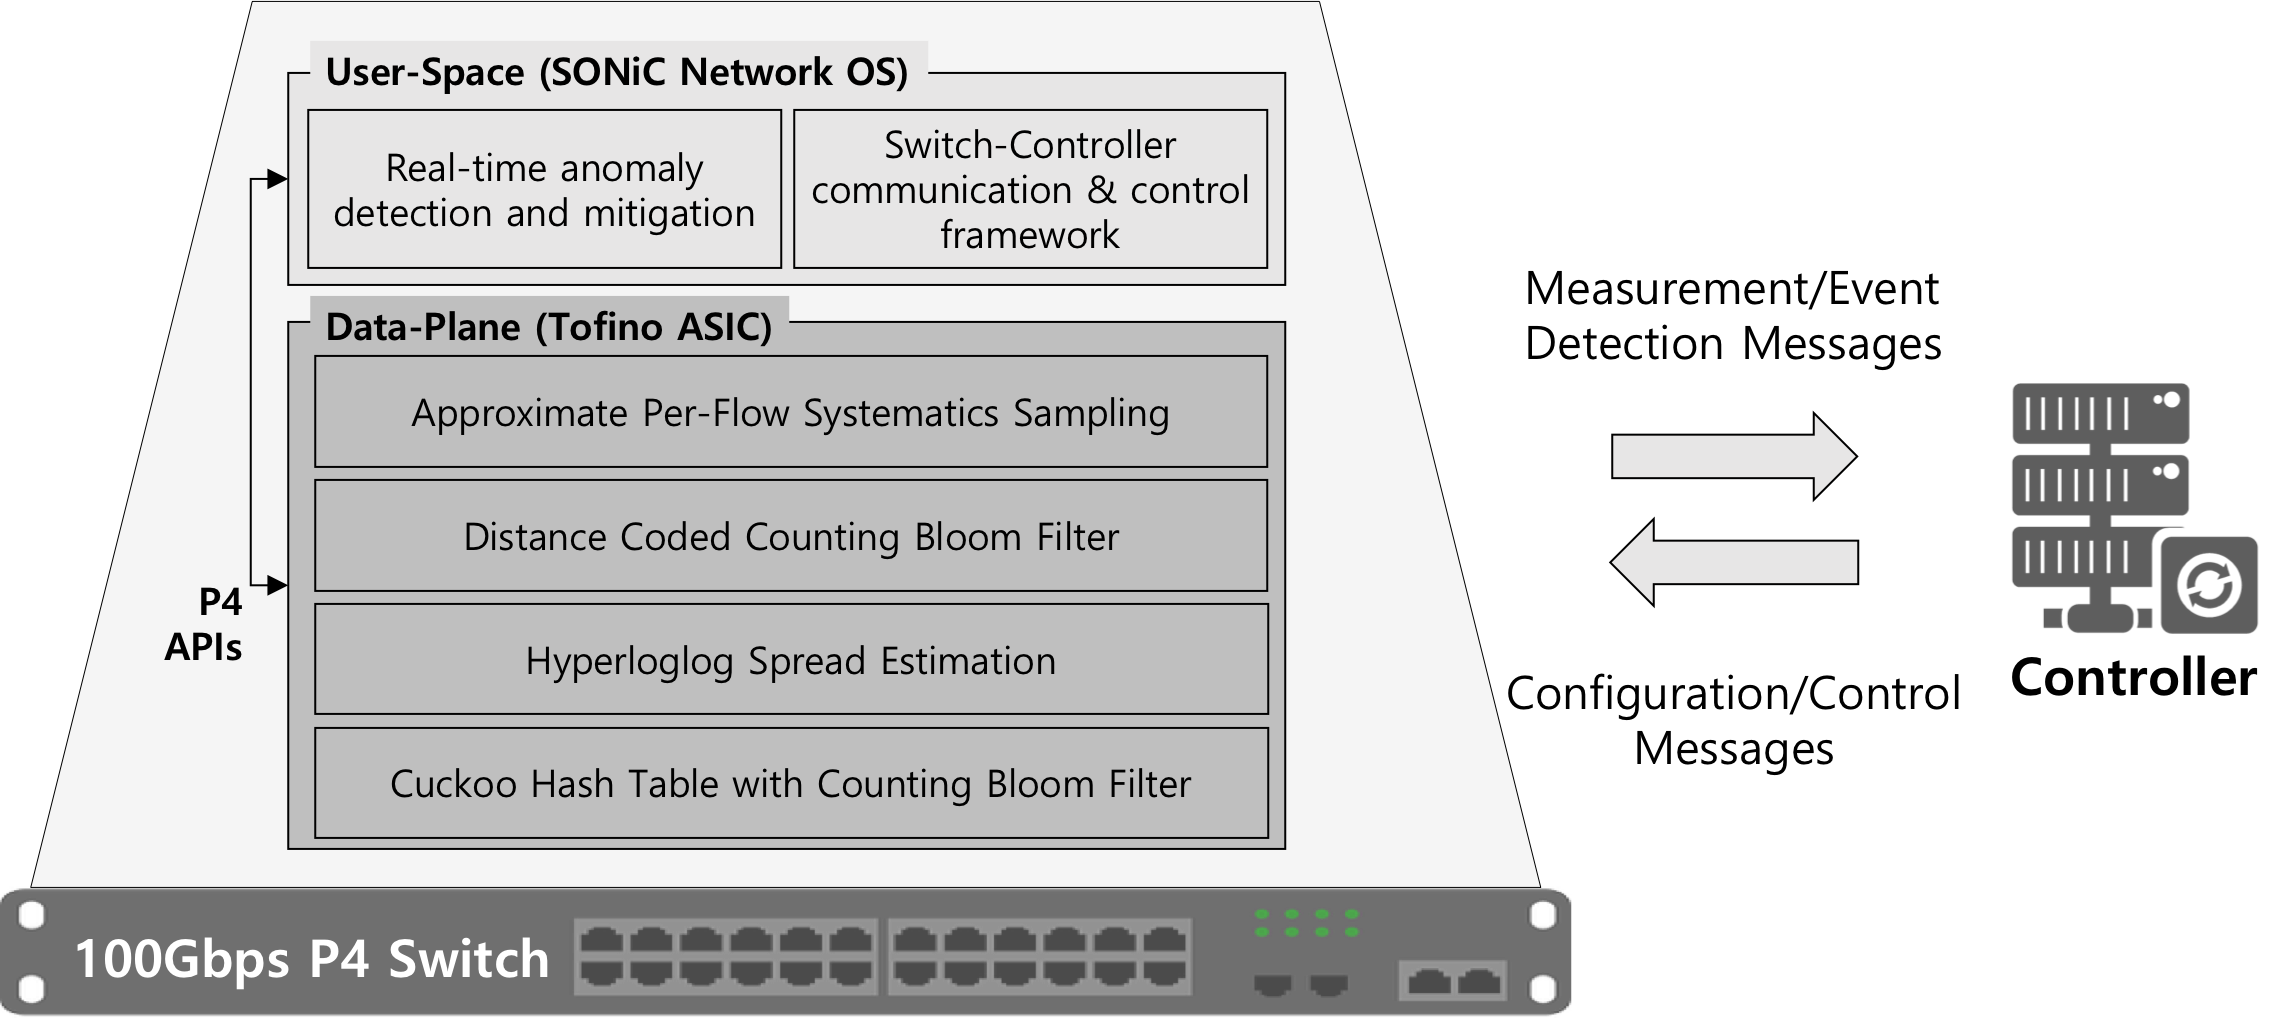 User-Space (SONiC Network OS)
Real-time anomaly
detection and mitigation
Switch-Controller
communication & control
framework
Data-Plane (Tofino ASIC)
Approximate Per-Flow Systematics Sampling
Distance Coded Counting Bloom Filter
Hyperloglog Spread Estimation
Cuckoo Hash Table with Counting Bloom Filter
P4
APIs
100Gbps P4 Switch
Measurement/Event
Detection Messages
Configuration/Control
Messages
Controller